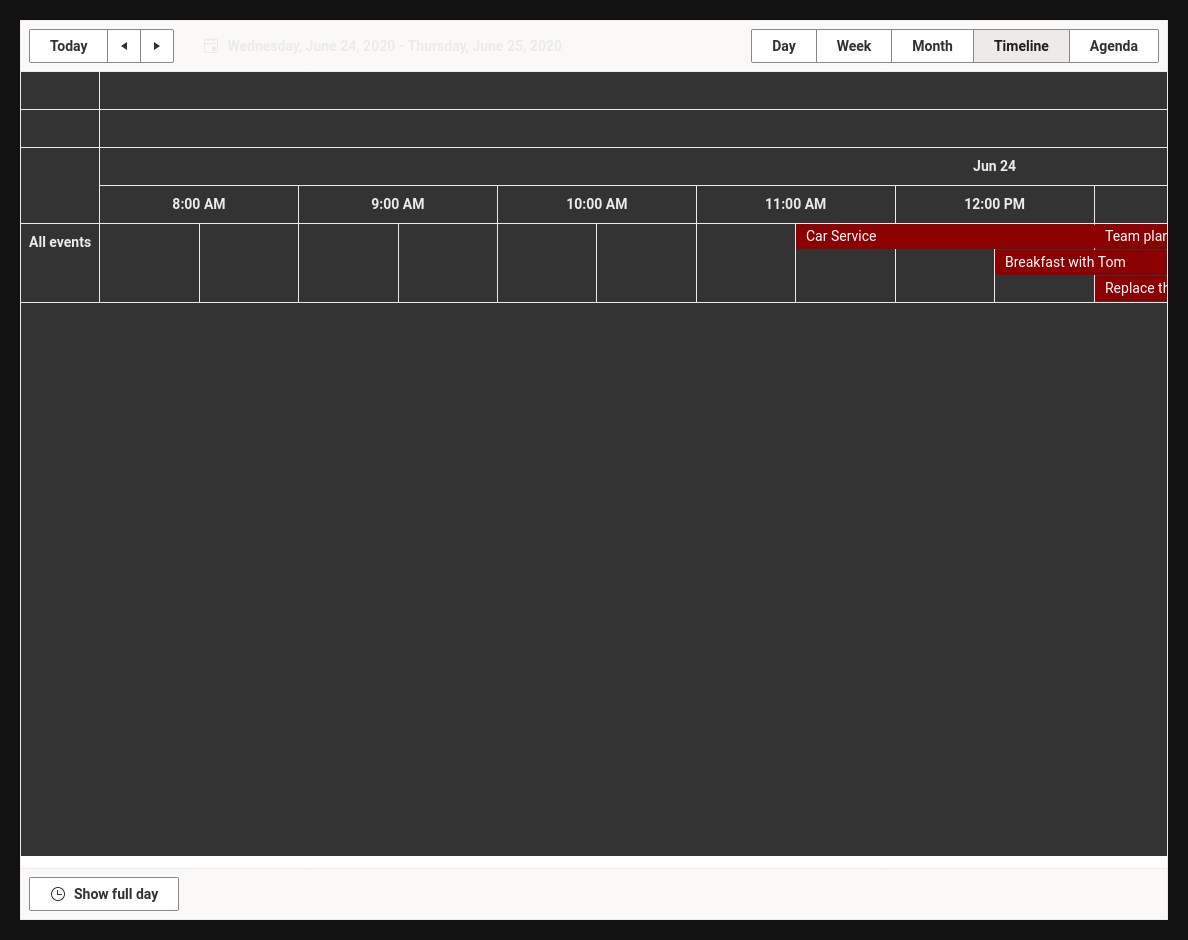 Today
Wednesday, June 24, 2020 - Thursday, June 25, 2020
Day
Week
Month
Timeline
Agenda
Jun 24
8:00 AM
9:00 AM
10:00 AM
11:00 AM
12:00 PM
All events
Car Service
Team plan
Breakfast with Tom
Replace th
Show full day